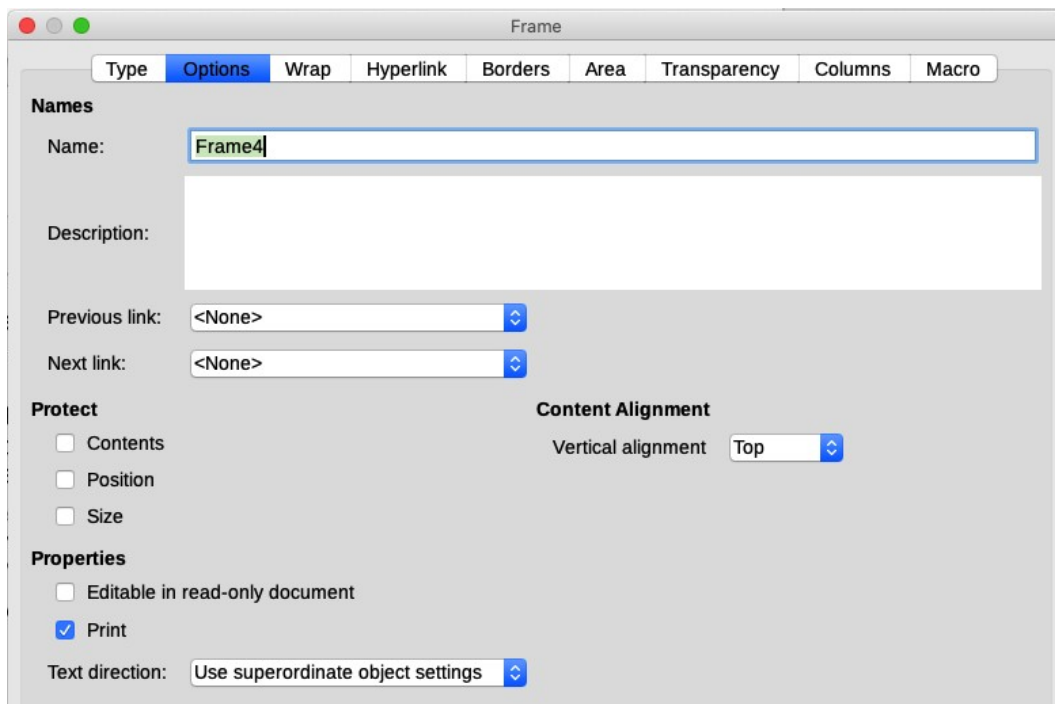 Frame
Type Options Wrap Hyperlink Borders Area Transparency Columns Macro
Names
Name: Frame4
Description:
Previous link: <None>
Next link: <None>
Protect
Contents
Position
Size
Content Alignment
Vertical alignment Top
Properties
Editable in read-only document
Print
Text direction: Use superordinate object settings